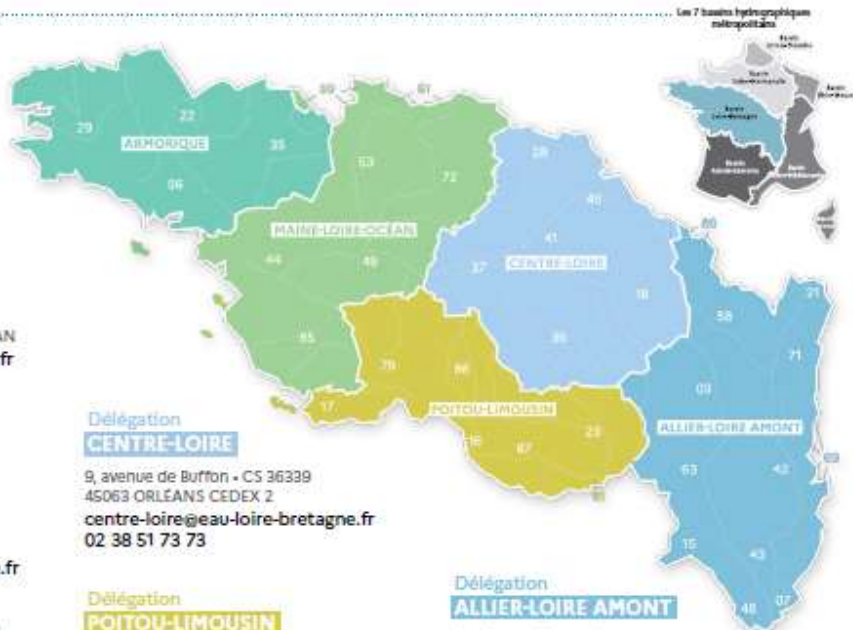 Les 7 bassins hydrographiques
métropolitains
29
22
35
56
ARMORIQUE
53
72
MAINE-LOIRE-OCÉAN
44
49
85
41
37
CENTRE-LOIRE
18
36
79
86
17
POITOU-LIMOUSIN
16
87
23
58
21
71
03
ALLIER-LOIRE AMONT
63
42
15
43
48
07
AN
fr
Délégation
CENTRE-LOIRE
9, avenue de Buffon • CS 36339
45063 ORLÉANS CEDEX 2
centre-loire@eau-loire-bretagne.fr
02 38 51 73 73
.fr
Délégation
POITOU-LIMOUSIN
Délégation
ALLIER-LOIRE AMONT